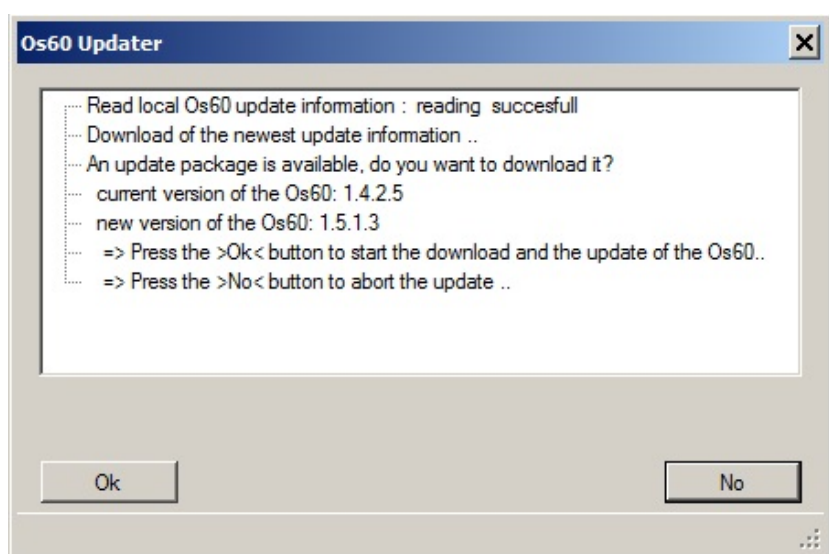 Os60 Updater
Read local Os60 update information : reading succesfull
Download of the newest update information ..
An update package is available, do you want to download it?
current version of the Os60: 1.4.2.5
new version of the Os60: 1.5.1.3
=> Press the >Ok< button to start the download and the update of the Os60..
=> Press the >No< button to abort the update ..
Ok
No